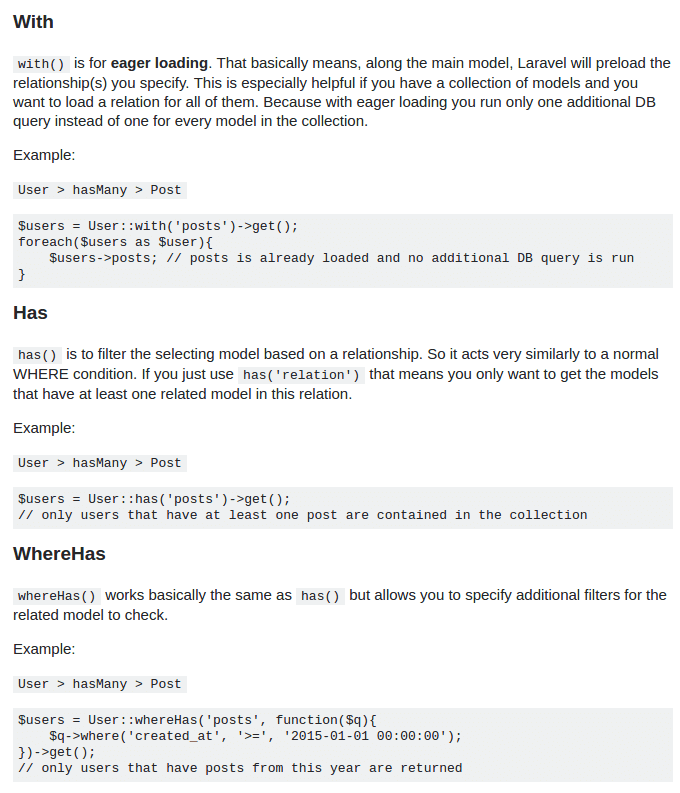 With
with() is for eager loading. That basically means, along the main model, Laravel will preload the
relationship(s) you specify. This is especially helpful if you have a collection of models and you
want to load a relation for all of them. Because with eager loading you run only one additional DB
query instead of one for every model in the collection.
Example:
User > hasMany > Post
$users = User::with('posts')->get();
foreach($users as $user){
    $users->posts; // posts is already loaded and no additional DB query is run
}
Has
has() is to filter the selecting model based on a relationship. So it acts very similarly to a normal
WHERE condition. If you just use has('relation') that means you only want to get the models
that have at least one related model in this relation.
Example:
User > hasMany > Post
$users = User::has('posts')->get();
// only users that have at least one post are contained in the collection
WhereHas
whereHas() works basically the same as has() but allows you to specify additional filters for the
related model to check.
Example:
User > hasMany > Post
$users = User::whereHas('posts', function($q){
    $q->where('created_at', '>=', '2015-01-01 00:00:00');
})->get();
// only users that have posts from this year are returned